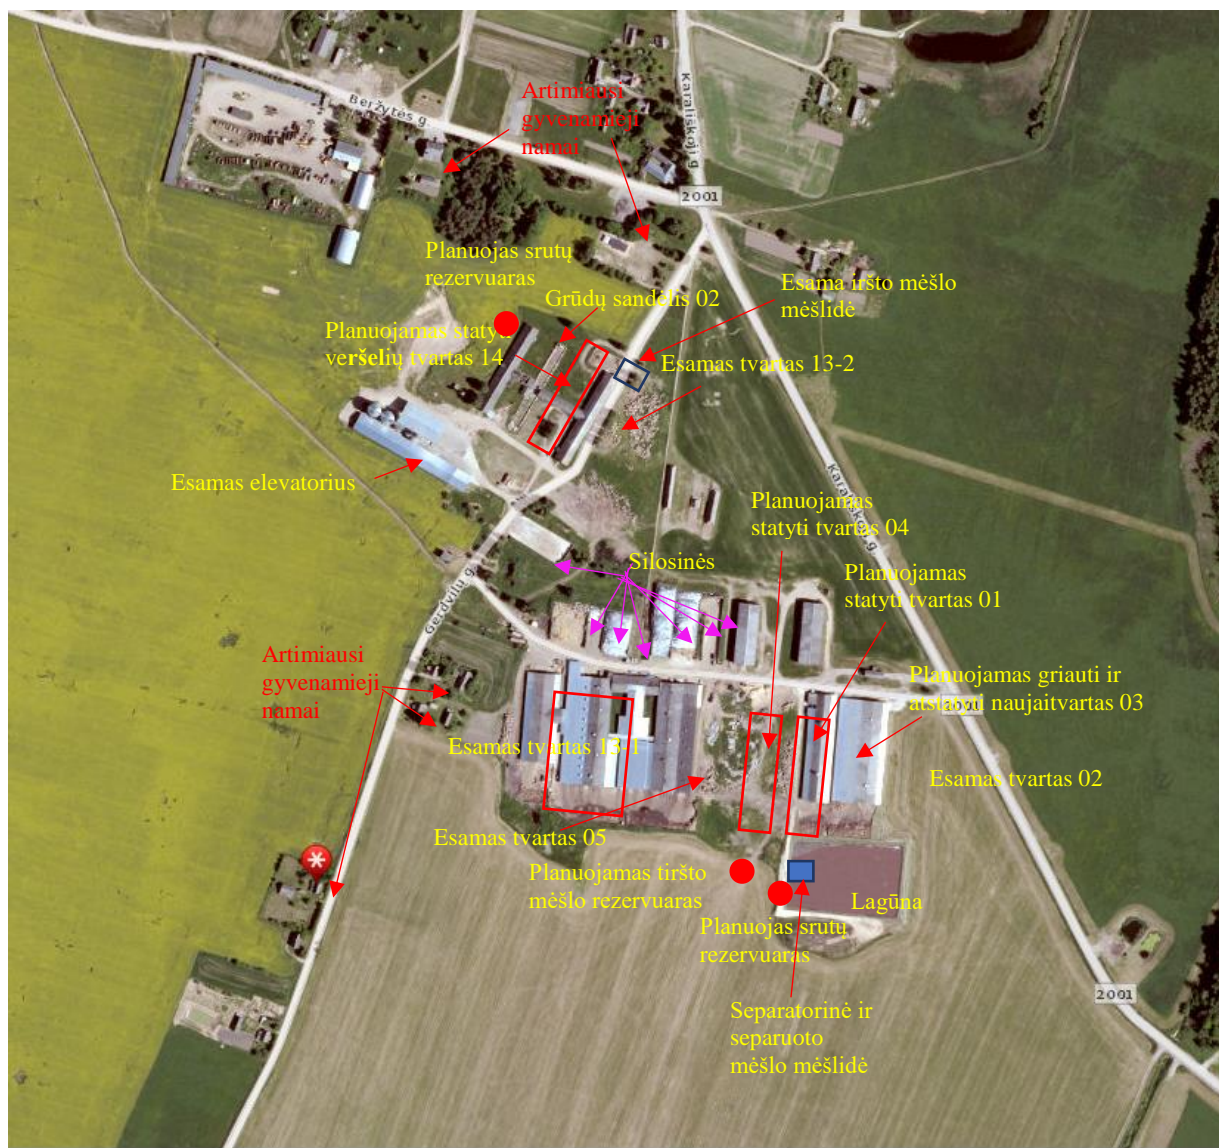 Artimiausi
gyvenamieji
namai
Beržytės g.
Karališkoji g.
2001
Planuojas srutų
rezervuaras
Grūdų sandėlis 02
Esama iršto mėšlo
mėšlidė
Planuojamas statyti
veršelių tvartas 14
Esamas tvartas 13-2
Esamas elevatorius
Karališkoji g.
Planuojamas
statyti tvartas 04
Silosinės
Planuojamas
statyti tvartas 01
Gedvilų g.
Artimiausi
gyvenamieji
namai
Planuojamas griauti ir
atstatyti naujaitvartas 03
Esamas tvartas 13-1
Esamas tvartas 02
Esamas tvartas 05
Planuojamas tiršto
mėšlo rezervuaras
Lagūna
Planuojas srutų
rezervuaras
2001
Separatorinė ir
separuoto
mėšlo mėšlidė